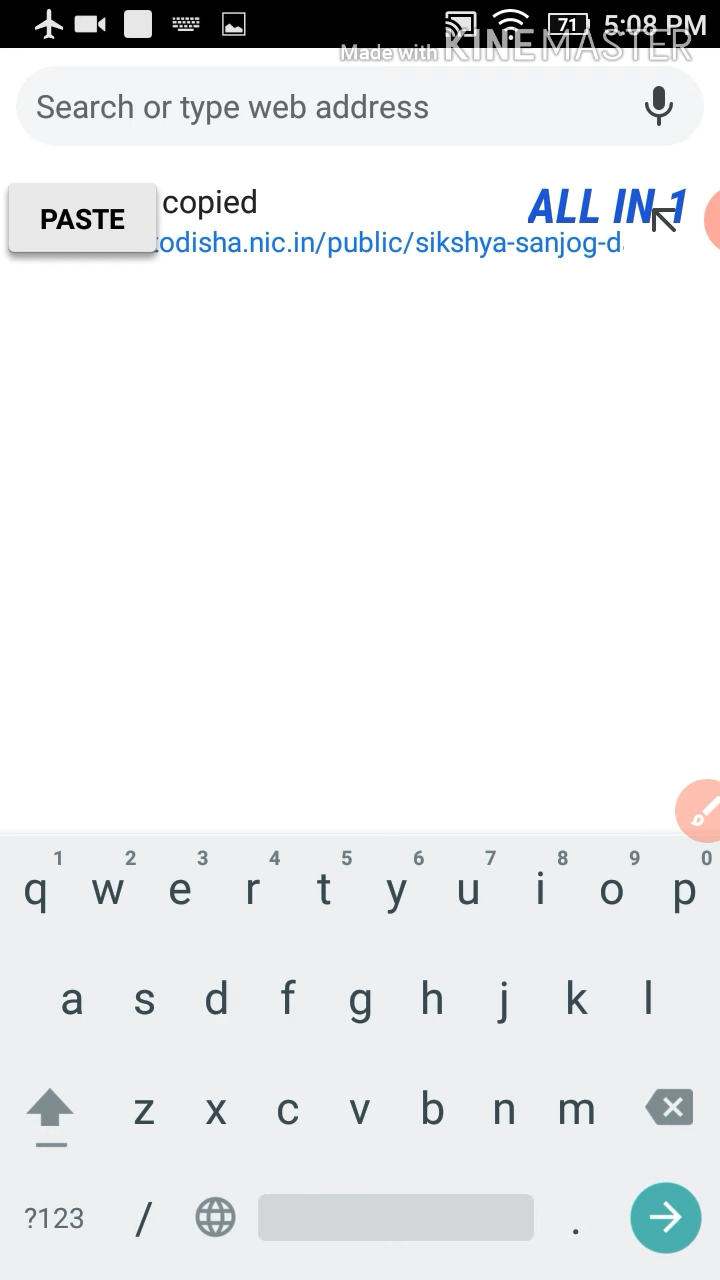 71 5:08 PM
Made with KINEMASTER
Search or type web address
PASTE copied ALL IN 1
odisha.nic.in/public/sikshya-sanjog-d
1 2 3 4 5 6 7 8 9 0
q w e r t y u i o p
a s d f g h j k l
z x c v b n m
?123 / .